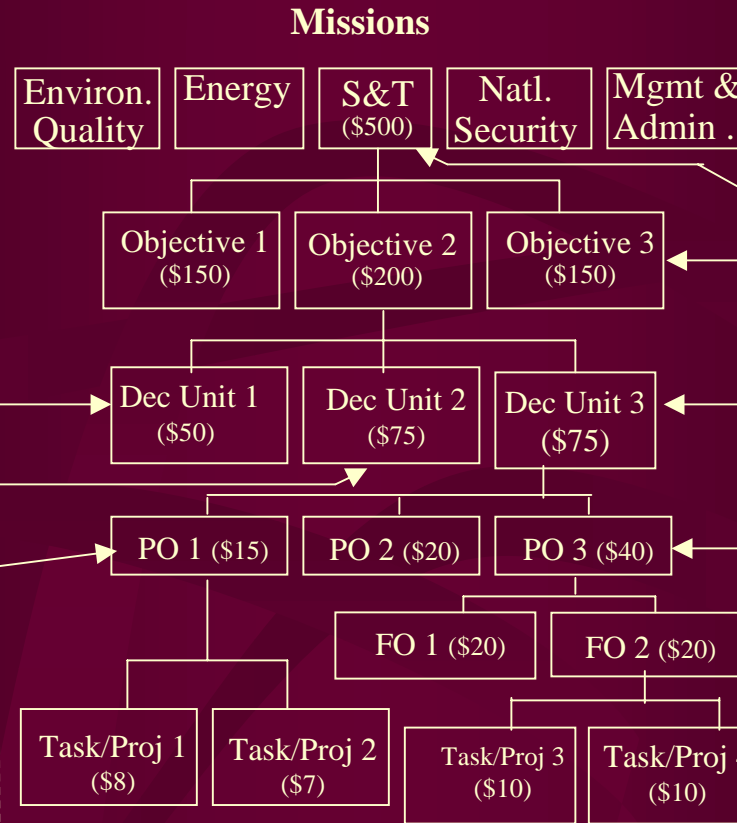 Missions
Environ.
Quality
Energy
S&T
($500)
Natl.
Security
Mgmt &
Admin .
Objective 1
($150)
Objective 2
($200)
Objective 3
($150)
Dec Unit 1
($50)
Dec Unit 2
($75)
Dec Unit 3
($75)
PO 1 ($15)
PO 2 ($20)
PO 3 ($40)
FO 1 ($20)
FO 2 ($20)
Task/Proj 1
($8)
Task/Proj 2
($7)
Task/Proj 3
($10)
Task/Proj
($10)